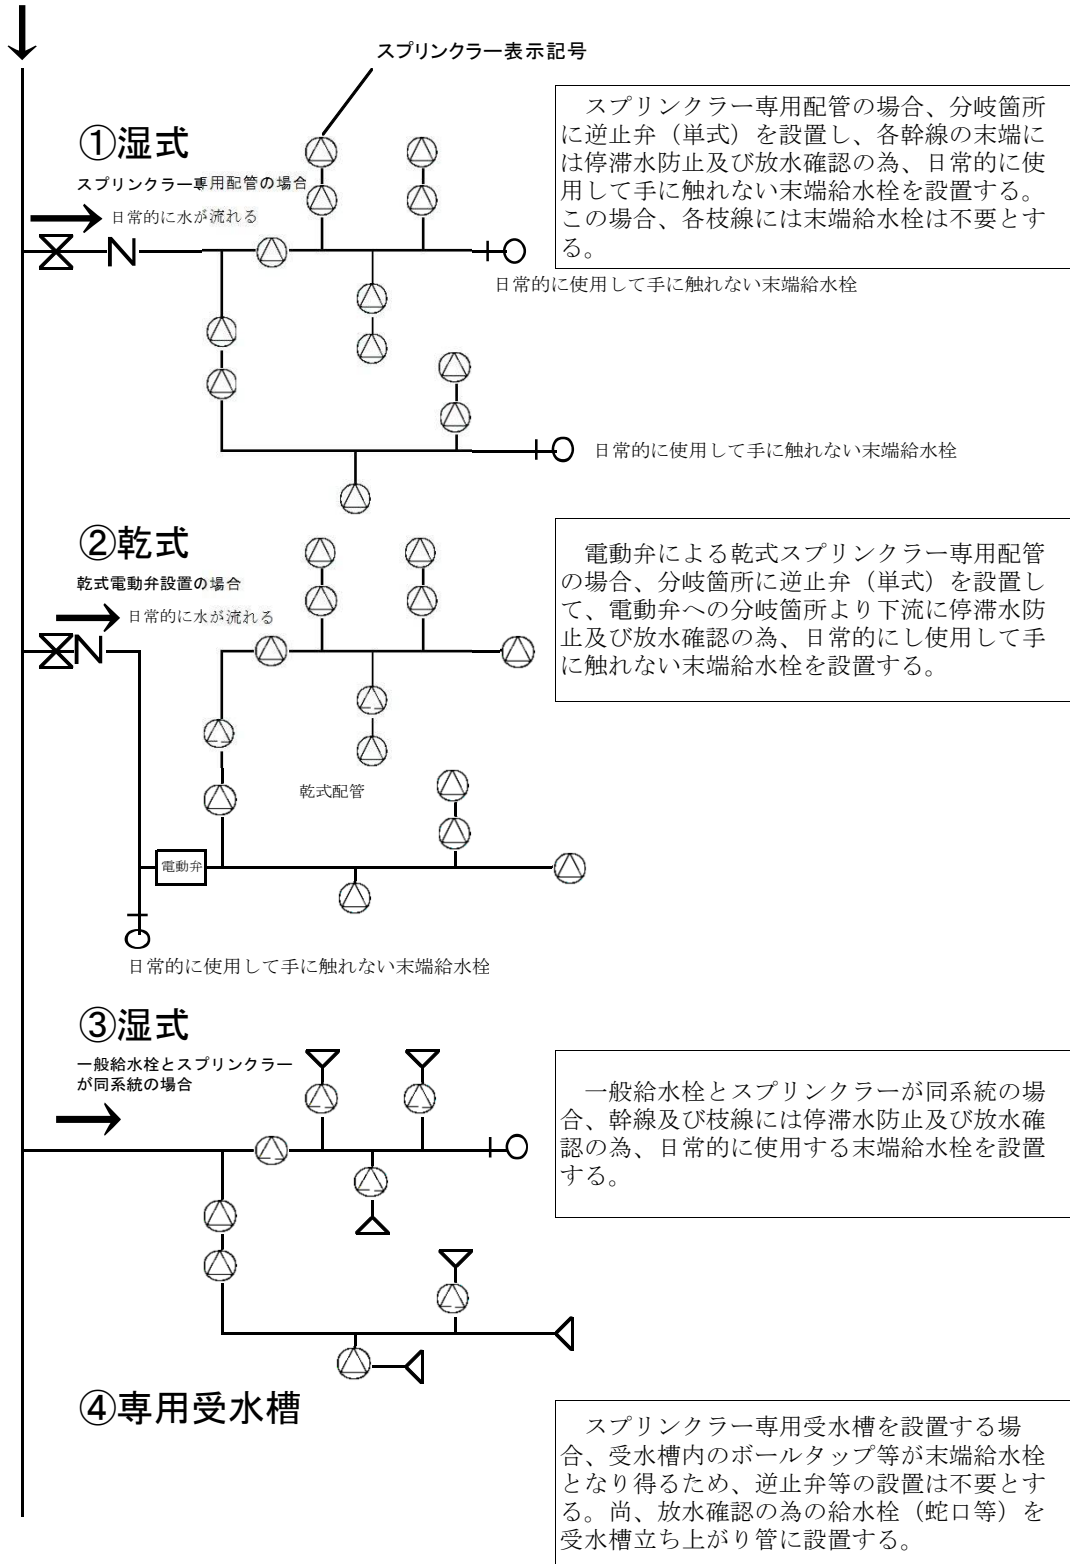 スプリンクラー表示記号
①湿式
スプリンクラー専用配管の場合
日常的に水が流れる
　スプリンクラー専用配管の場合、分岐箇所
に逆止弁（単式）を設置し、各幹線の末端に
は停滞水防止及び放水確認の為、日常的に使
用して手に触れない末端給水栓を設置する。
この場合、各枝線には末端給水栓は不要とす
る。
N
日常的に使用して手に触れない末端給水栓
日常的に使用して手に触れない末端給水栓
②乾式
乾式電動弁設置の場合
日常的に水が流れる
　電動弁による乾式スプリンクラー専用配管
の場合、分岐箇所に逆止弁（単式）を設置し
て、電動弁への分岐箇所より下流に停滞水防
止及び放水確認の為、日常的にし使用して手
に触れない末端給水栓を設置する。
N
乾式配管
電動弁
日常的に使用して手に触れない末端給水栓
③湿式
一般給水栓とスプリンクラー
が同系統の場合
　一般給水栓とスプリンクラーが同系統の場
合、幹線及び枝線には停滞水防止及び放水確
認の為、日常的に使用する末端給水栓を設置
する。
④専用受水槽
　スプリンクラー専用受水槽を設置する場
合、受水槽内のボールタップ等が末端給水栓
となり得るため、逆止弁等の設置は不要とす
る。尚、放水確認の為の給水栓（蛇口等）を
受水槽立ち上がり管に設置する。